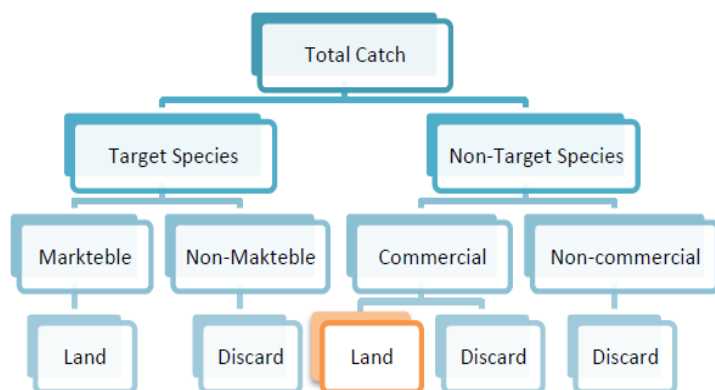 Total Catch
Target Species
Non-Target Species
Markteble
Non-Makteble
Commercial
Non-commercial
Land
Discard
Land
Discard
Discard